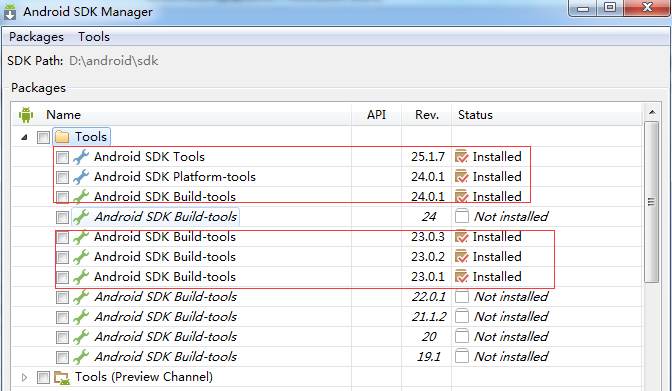 Android SDK Manager
Packages Tools
SDK Path: D:\android\sdk
Packages
Name API Rev. Status
Tools
Android SDK Tools 25.1.7 Installed
Android SDK Platform-tools 24.0.1 Installed
Android SDK Build-tools 24.0.1 Installed
Android SDK Build-tools 24 Not installed
Android SDK Build-tools 23.0.3 Installed
Android SDK Build-tools 23.0.2 Installed
Android SDK Build-tools 23.0.1 Installed
Android SDK Build-tools 22.0.1 Not installed
Android SDK Build-tools 21.1.2 Not installed
Android SDK Build-tools 20 Not installed
Android SDK Build-tools 19.1 Not installed
Tools (Preview Channel)